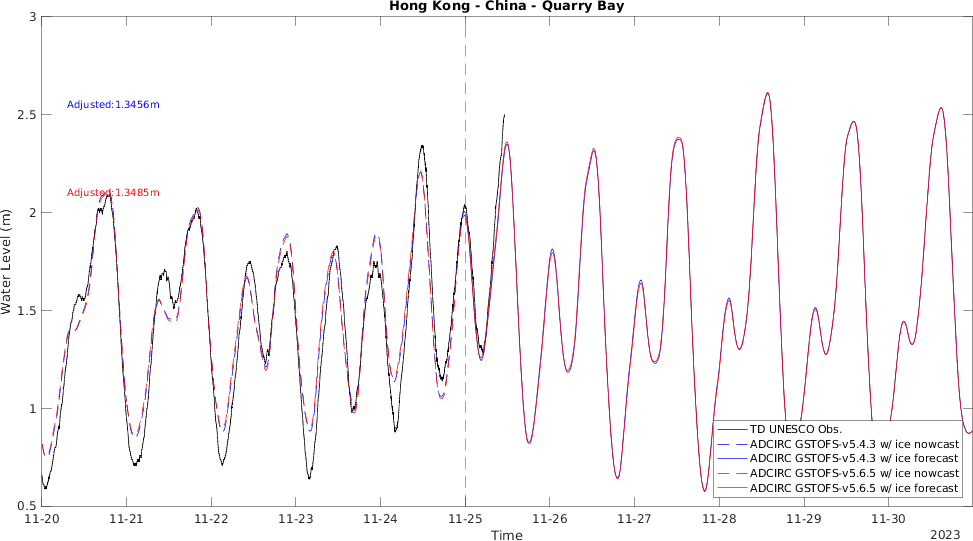 Hong Kong - China - Quarry Bay
3
2.5
2
1.5
1
0.5
Water Level (m)
Adjusted:1.3456m
Adjusted:1.3485m
TD UNESCO Obs.
ADCIRC GSTOFS-v5.4.3 w/ ice nowcast
ADCIRC GSTOFS-v5.4.3 w/ ice forecast
ADCIRC GSTOFS-v5.6.5 w/ ice nowcast
ADCIRC GSTOFS-v5.6.5 w/ ice forecast
11-20 11-21 11-22 11-23 11-24 11-25 11-26 11-27 11-28 11-29 11-30
Time
2023